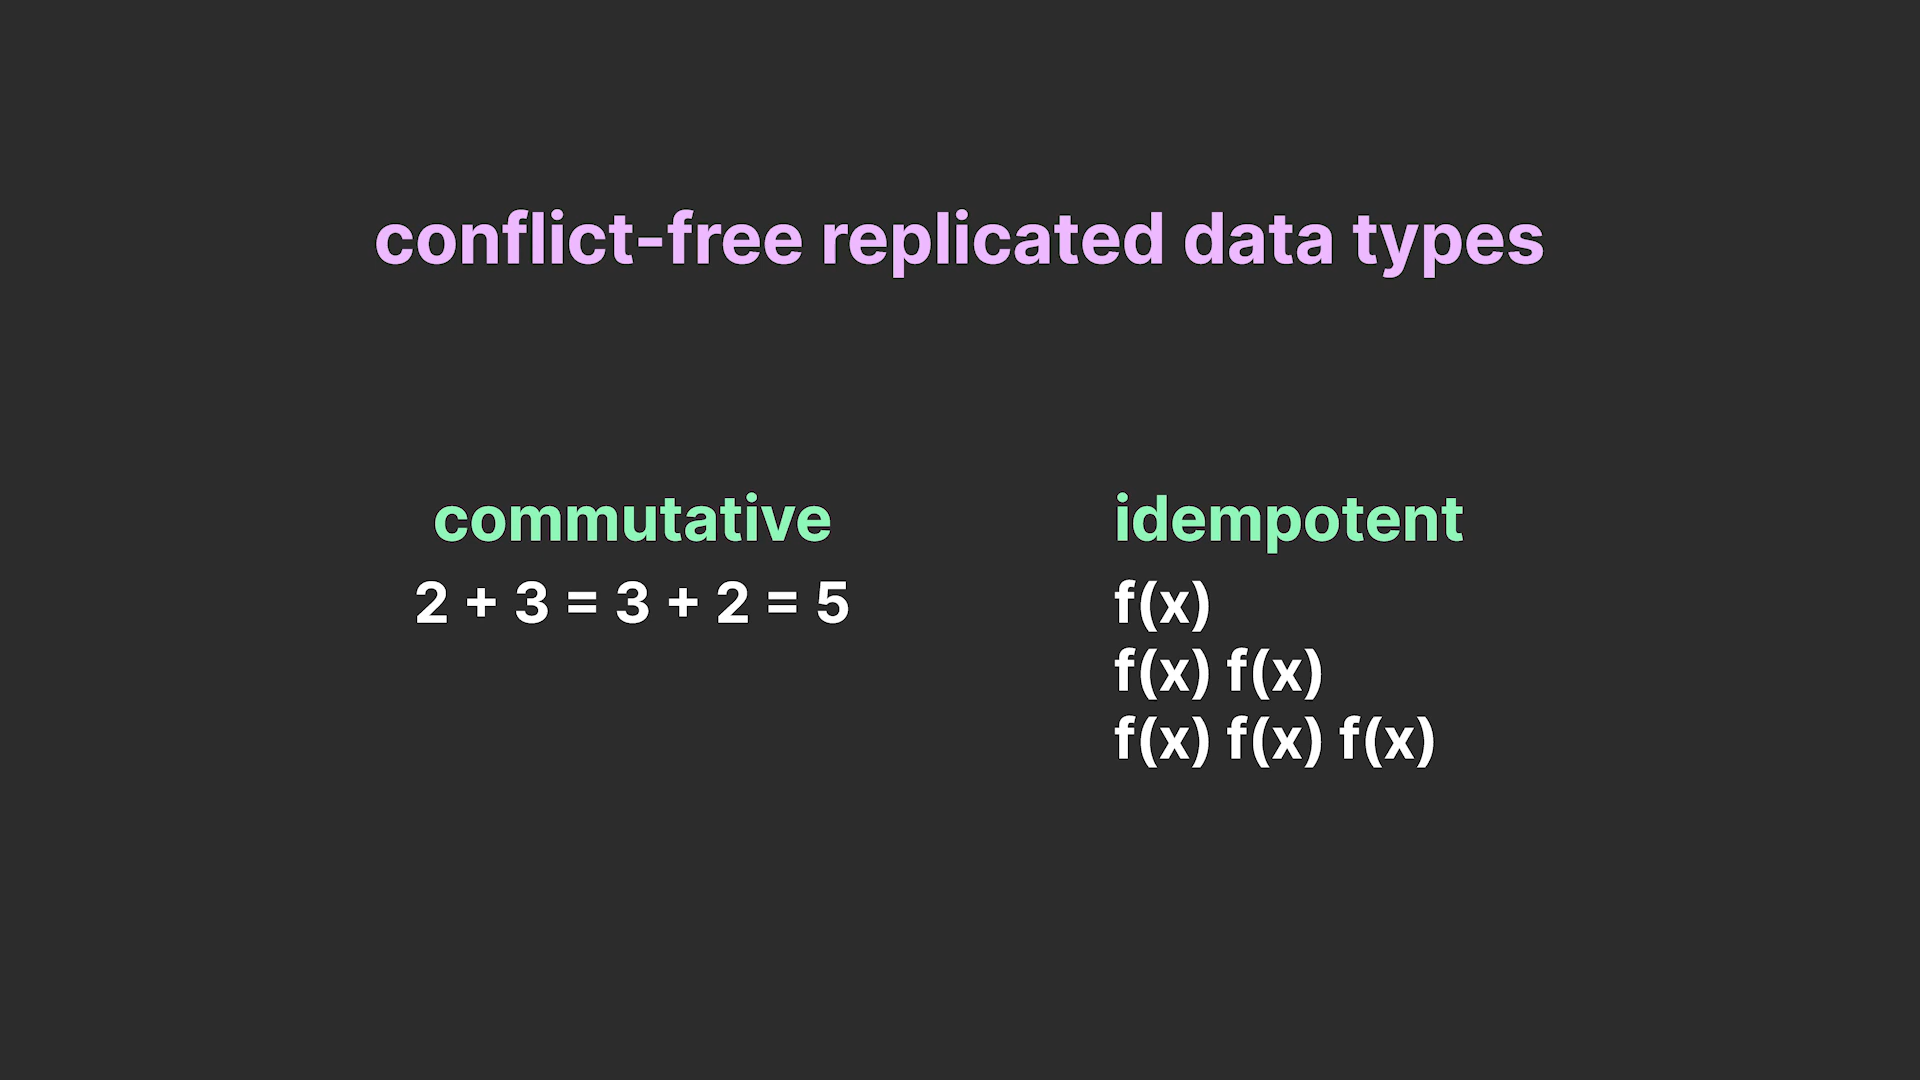 conflict-free replicated data types
commutative
2 + 3 = 3 + 2 = 5
idempotent
f(x)
f(x) f(x)
f(x) f(x) f(x)